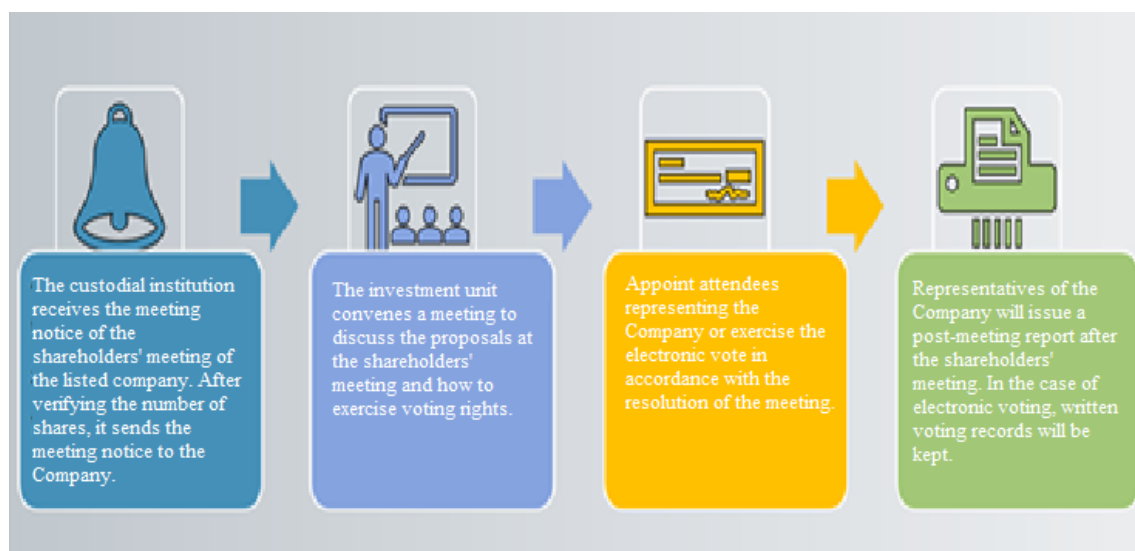 The custodial institution
receives the meeting
notice of the
shareholders' meeting of
the listed company. After
verifying the number of
shares, it sends the
meeting notice to the
Company.
The investment unit
convenes a meeting to
discuss the proposals at
the shareholders'
meeting and how to
exercise voting rights.
Appoint attendees
representing the
Company or exercise the
electronic vote in
accordance with the
resolution of the meeting.
Representatives of the
Company will issue a
post-meeting report after
the shareholders'
meeting. In the case of
electronic voting, written
voting records will be
kept.